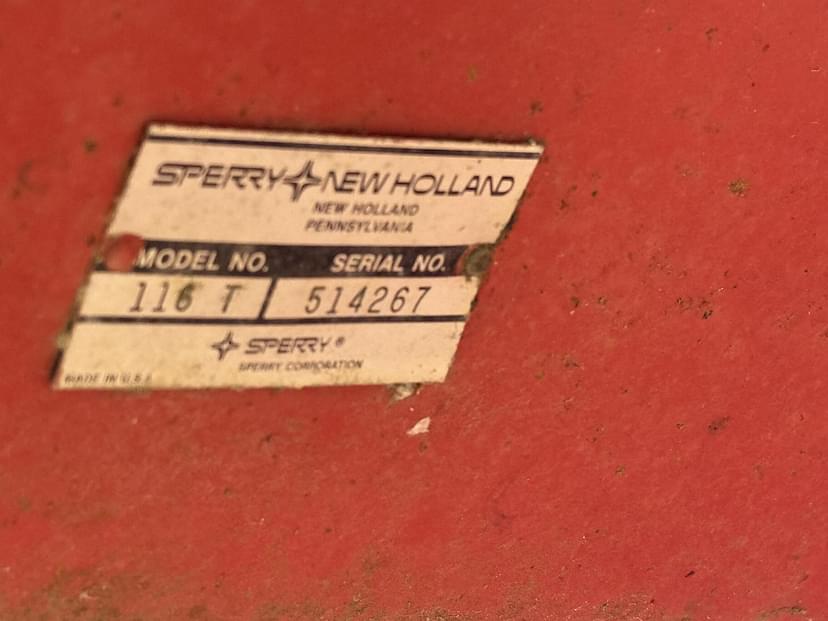 SPERRY NEW HOLLAND
NEW HOLLAND
PENNSYLVANIA
MODEL NO. SERIAL NO.
116 T 514267
SPERRY®
SPERRY CORPORATION
MADE IN U.S.A.